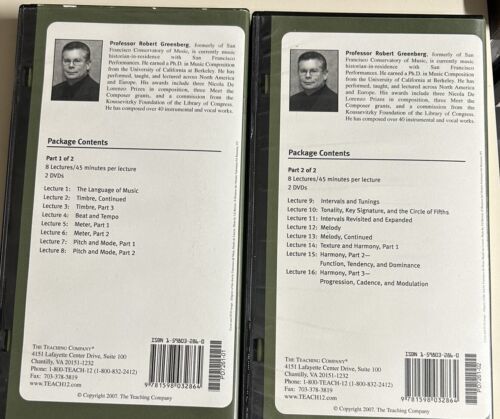 Professor Robert Greenberg, formerly of San
Francisco Conservatory of Music, is currently music
historian-in-residence with San Francisco
Performances. He earned a Ph.D. in Music Composition
from the University of California at Berkeley. He has
performed, taught, and lectured across North America
and Europe. His awards include three Nicola De
Lorenzo Prizes in composition, three Meet the
Composer grants, and a commission from the
Koussevitzky Foundation of the Library of Congress.
He has composed over 40 instrumental and vocal works.
Package Contents
Part 1 of 2
8 Lectures/45 minutes per lecture
2 DVDs
Lecture 1: The Language of Music
Lecture 2: Timbre, Continued
Lecture 3: Timbre, Part 3
Lecture 4: Beat and Tempo
Lecture 5: Meter, Part 1
Lecture 6: Meter, Part 2
Lecture 7: Pitch and Mode, Part 1
Lecture 8: Pitch and Mode, Part 2
THE TEACHING COMPANY®
4151 Lafayette Center Drive, Suite 100
Chantilly, VA 20151-1232
Phone: 1-800-TEACH-12 (1-800-832-2412)
Fax: 703-378-3819
WWW.TEACH12.COM
© Copyright 2007. The Teaching Company
ISBN 1-59803-286-0
9 781598 032864
PD-261-01
Professor Robert Greenberg, formerly of San
Francisco Conservatory of Music, is currently music
historian-in-residence with San Francisco
Performances. He earned a Ph.D. in Music Composition
from the University of California at Berkeley. He has
performed, taught, and lectured across North America
and Europe. His awards include three Nicola De
Lorenzo Prizes in composition, three Meet the
Composer grants, and a commission from the
Koussevitzky Foundation of the Library of Congress.
He has composed over 40 instrumental and vocal works.
Package Contents
Part 2 of 2
8 Lectures/45 minutes per lecture
2 DVDs
Lecture 9: Intervals and Tunings
Lecture 10: Tonality, Key Signature, and the Circle of Fifths
Lecture 11: Intervals Revisited and Expanded
Lecture 12: Melody
Lecture 13: Melody, Continued
Lecture 14: Texture and Harmony, Part 1
Lecture 15: Harmony, Part 2—
Function, Tendency, and Dominance
Lecture 16: Harmony, Part 3—
Progression, Cadence, and Modulation
THE TEACHING COMPANY®
4151 Lafayette Center Drive, Suite 100
Chantilly, VA 20151-1232
Phone: 1-800-TEACH-12 (1-800-832-2412)
Fax: 703-378-3819
WWW.TEACH12.COM
© Copyright 2007. The Teaching Company
ISBN 1-59803-286-0
9 781598 032864
PD-261-02